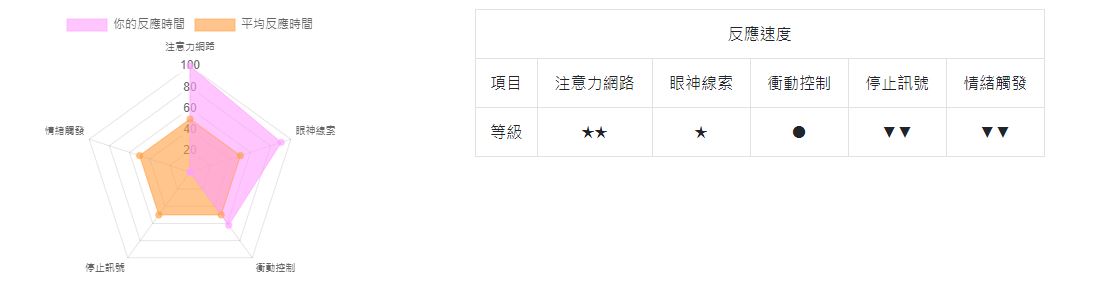 你的反應時間 平均反應時間
注意力網路
100
80
60
40
20
情緒觸發
眼神線索
停止訊號
衝動控制
反應速度
項目 注意力網路 眼神線索 衝動控制 停止訊號 情緒觸發
等級 ★★ ★ ● ▼▼ ▼▼